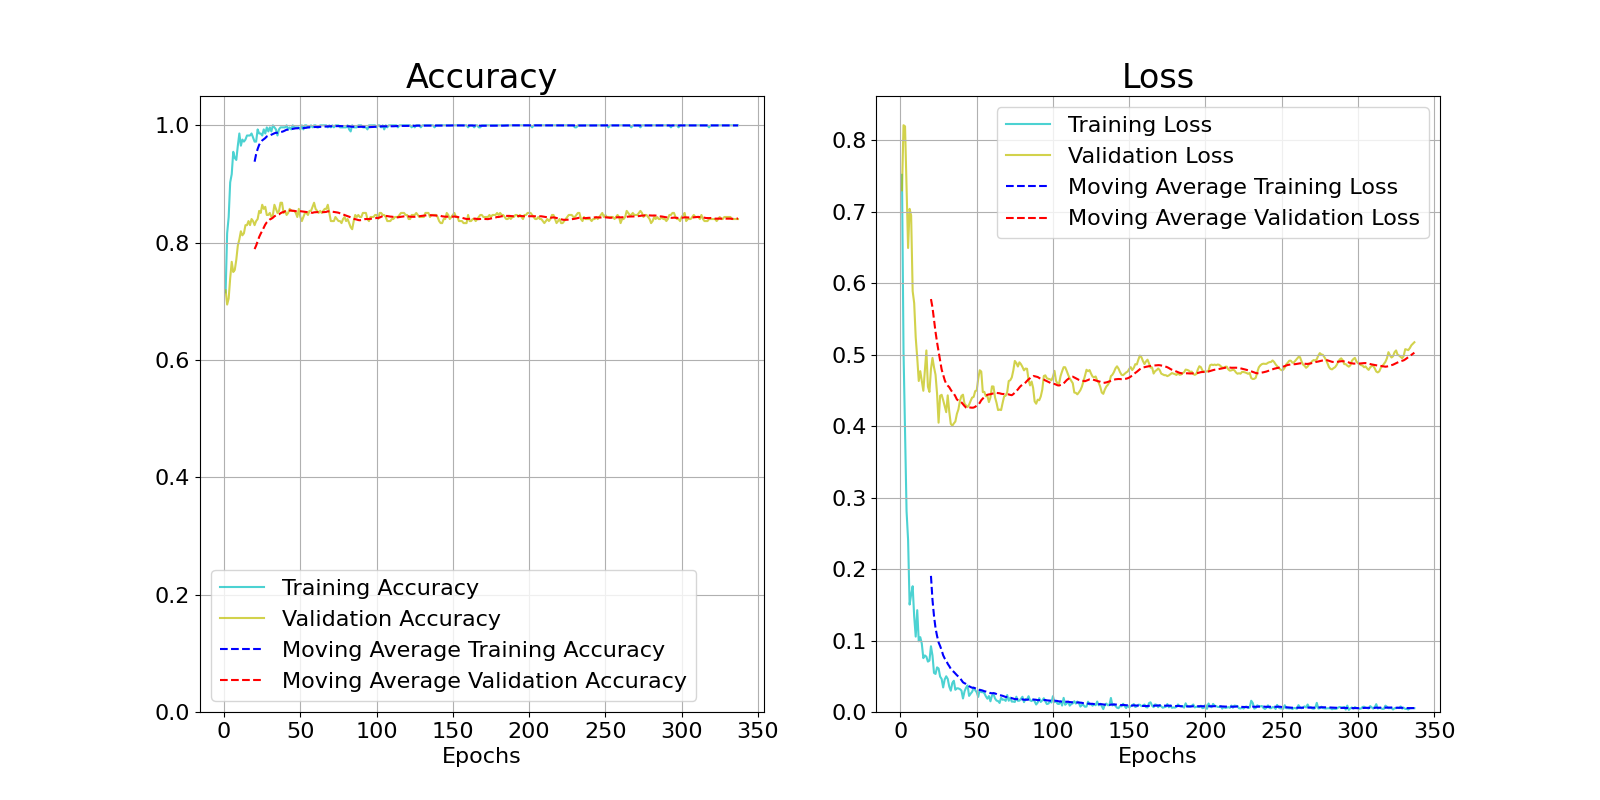 Accuracy
1.0
0.8
0.6
0.4
0.2
0.0
Training Accuracy
Validation Accuracy
Moving Average Training Accuracy
Moving Average Validation Accuracy
0 50 100 150 200 250 300 350
Epochs
Loss
0.8
0.7
0.6
0.5
0.4
0.3
0.2
0.1
0.0
Training Loss
Validation Loss
Moving Average Training Loss
Moving Average Validation Loss
0 50 100 150 200 250 300 350
Epochs